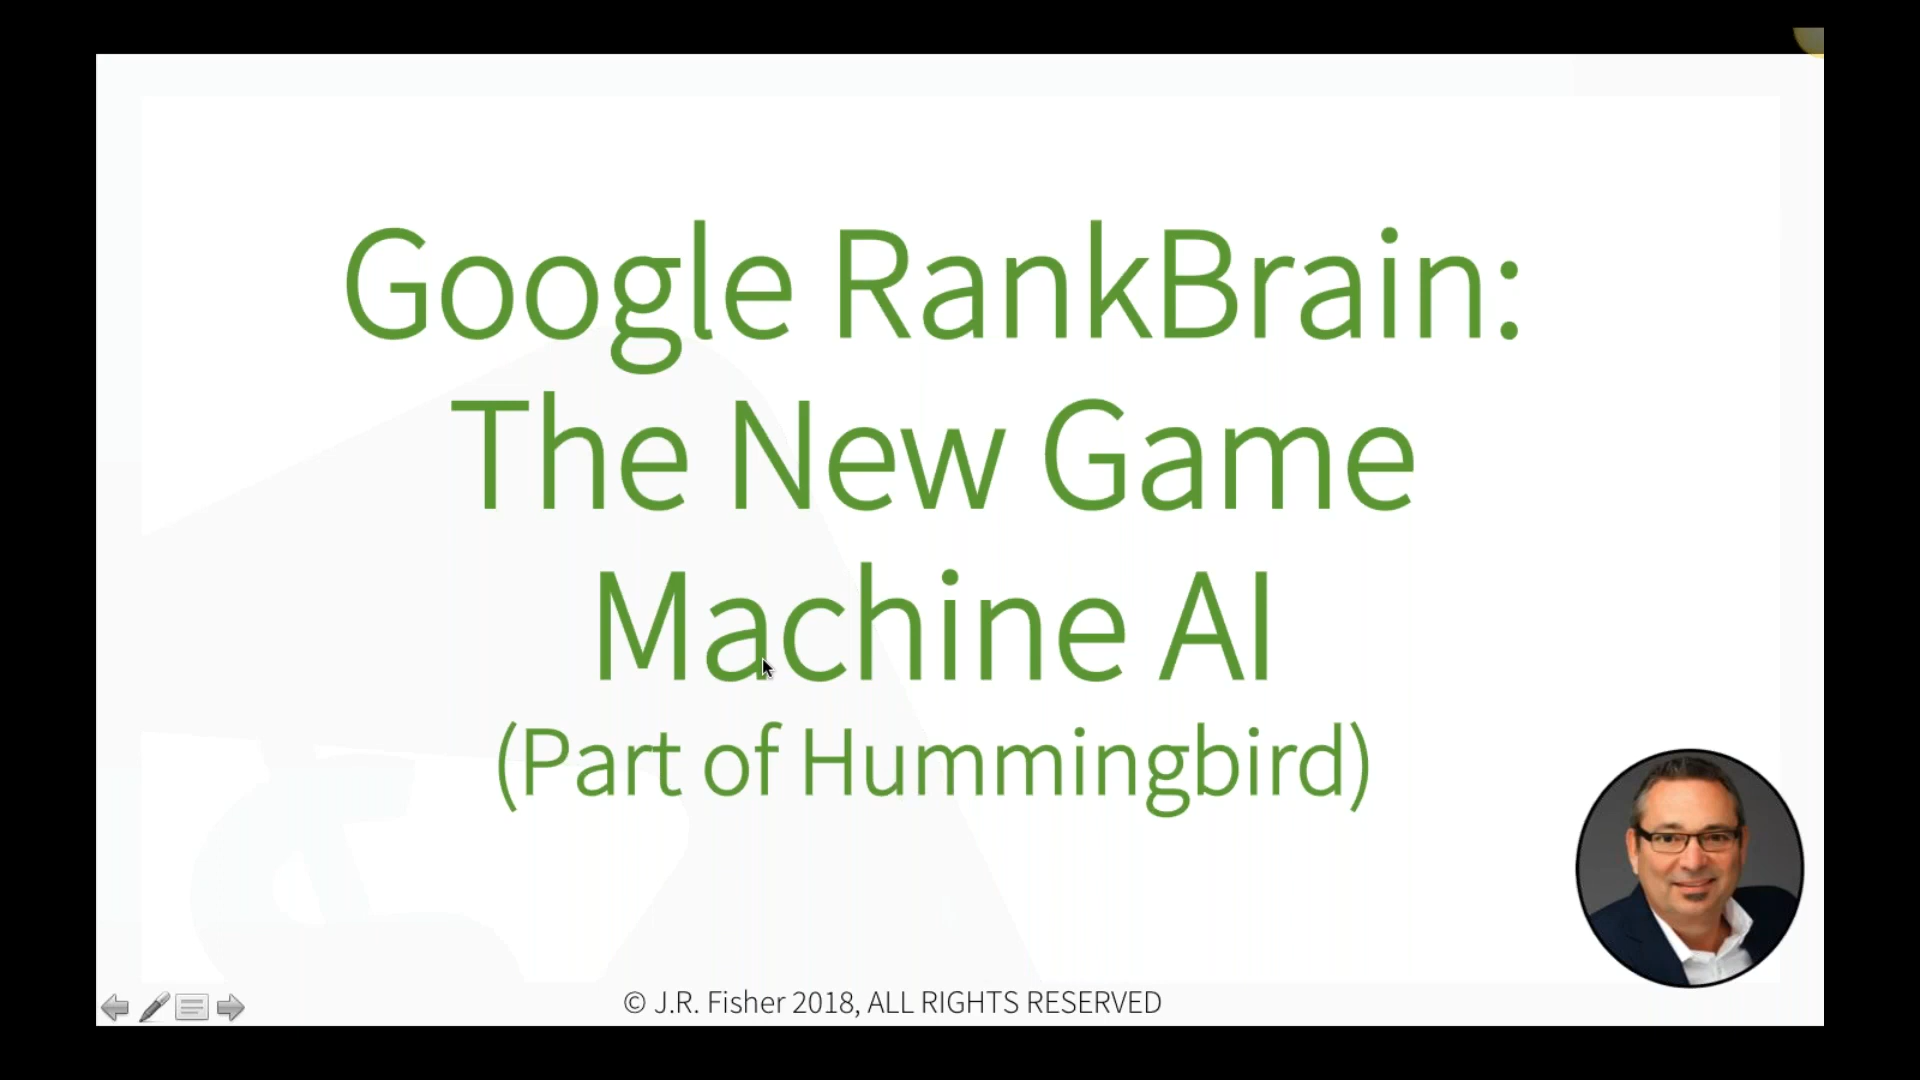 Google RankBrain:
The New Game
Machine AI
(Part of Hummingbird)
© J.R. Fisher 2018, ALL RIGHTS RESERVED